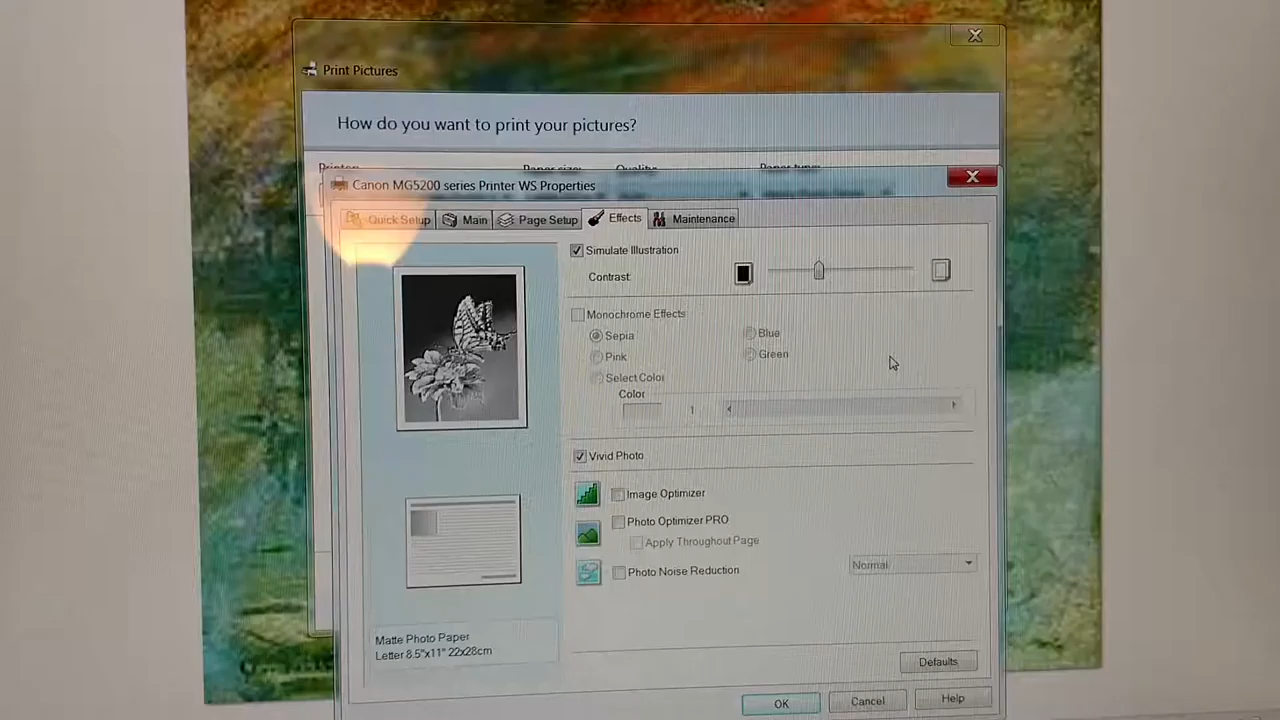 Print Pictures
How do you want to print your pictures?
Canon MG5200 series Printer WS Properties
Quick Setup Main Page Setup Effects Maintenance
Simulate Illustration
Contrast:
Monochrome Effects
Sepia Blue
Pink Green
Select Color
Color
1
Vivid Photo
Image Optimizer
Photo Optimizer PRO
Apply Throughout Page
Photo Noise Reduction Normal
Matte Photo Paper
Letter 8.5"x11" 22x28cm
Defaults
OK Cancel Help